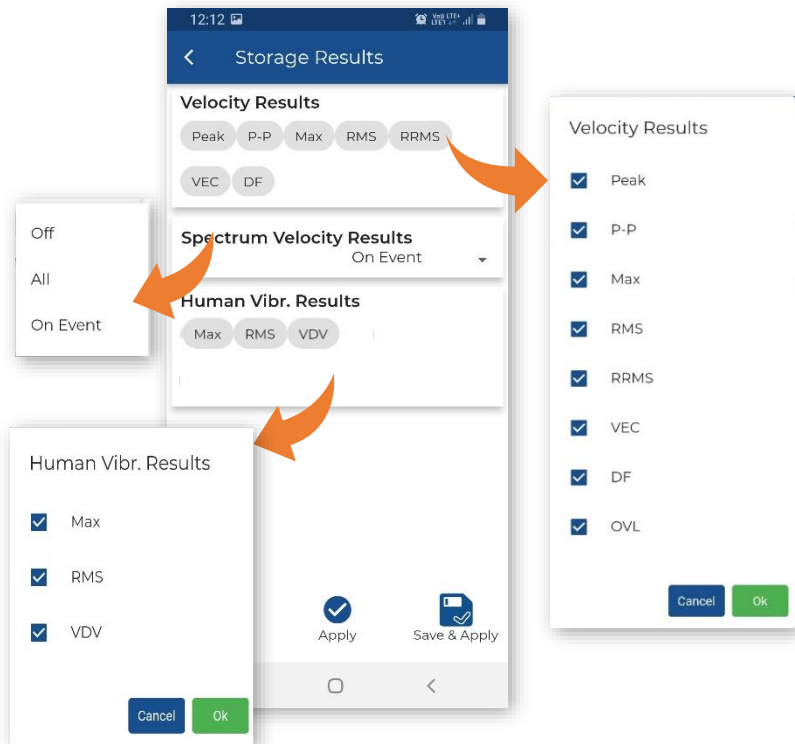 12:12
Storage Results
Velocity Results
Peak P-P Max RMS RRMS
VEC DF
Spectrum Velocity Results
On Event
Human Vibr. Results
Max RMS VDV
Apply Save & Apply
Off
All
On Event
Human Vibr. Results
Max
RMS
VDV
Cancel Ok
Velocity Results
Peak
P-P
Max
RMS
RRMS
VEC
DF
OVL
Cancel Ok